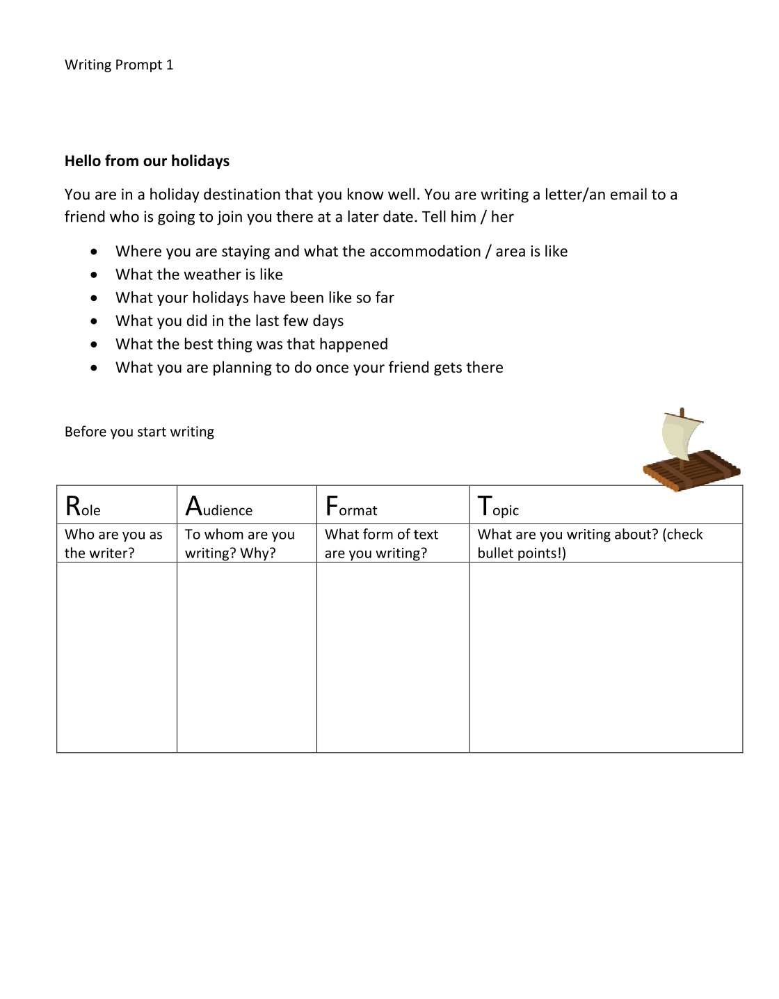 Writing Prompt 1
Hello from our holidays
You are in a holiday destination that you know well. You are writing a letter/an email to a
friend who is going to join you there at a later date. Tell him / her
• Where you are staying and what the accommodation / area is like
• What the weather is like
• What your holidays have been like so far
• What you did in the last few days
• What the best thing was that happened
• What you are planning to do once your friend gets there
Before you start writing
Role
Audience
Format
Topic
Who are you as
the writer?
To whom are you
writing? Why?
What form of text
are you writing?
What are you writing about? (check
bullet points!)